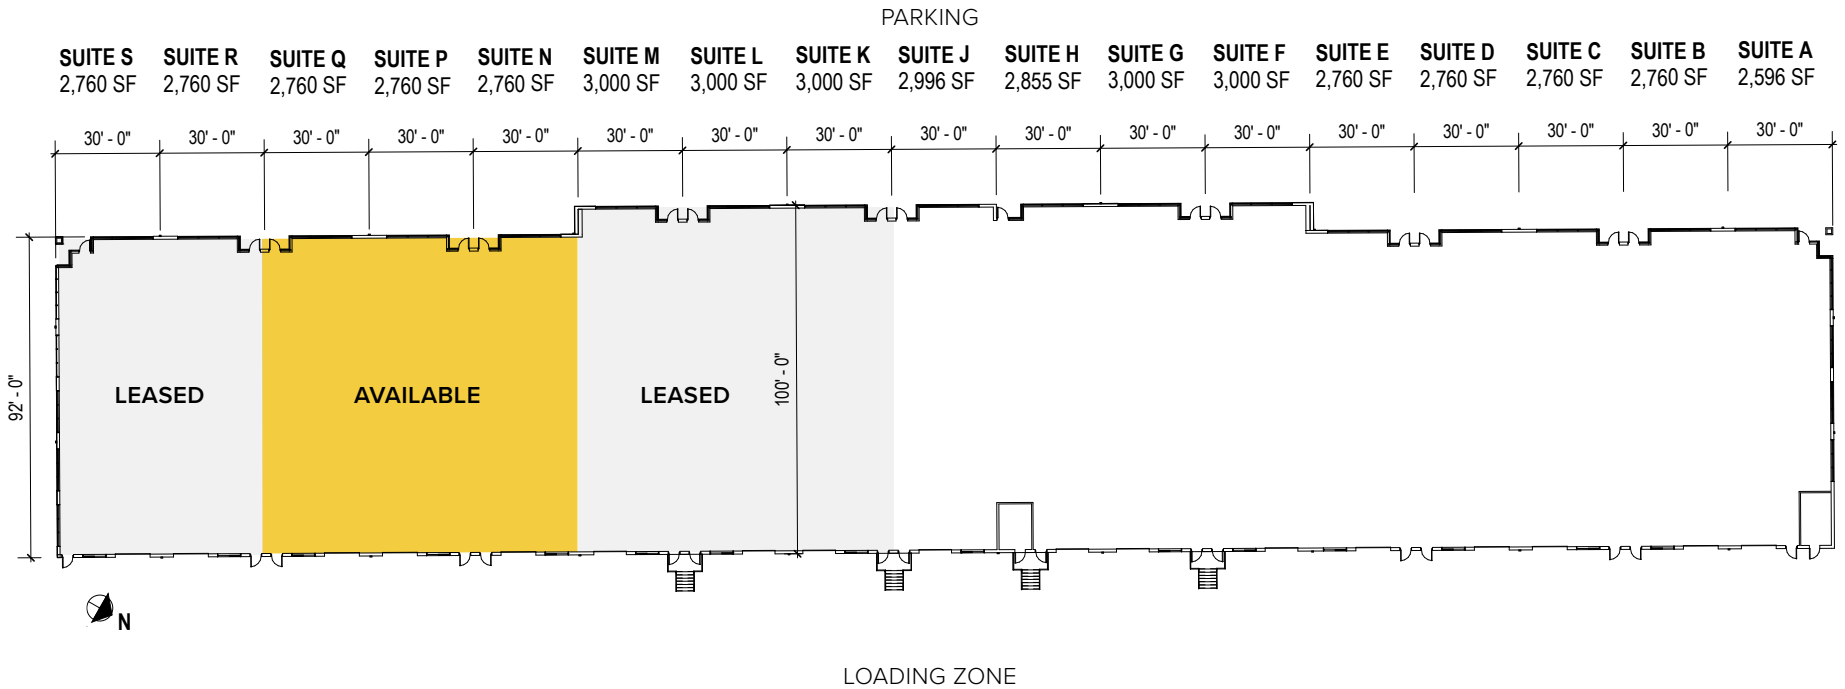 PARKING
SUITE S SUITE R SUITE Q SUITE P SUITE N SUITE M SUITE L SUITE K SUITE J SUITE H SUITE G SUITE F SUITE E SUITE D SUITE C SUITE B SUITE A
2,760 SF 2,760 SF 2,760 SF 2,760 SF 2,760 SF 3,000 SF 3,000 SF 3,000 SF 2,996 SF 2,855 SF 3,000 SF 3,000 SF 2,760 SF 2,760 SF 2,760 SF 2,760 SF 2,596 SF
30' - 0" 30' - 0" 30' - 0" 30' - 0" 30' - 0" 30' - 0" 30' - 0" 30' - 0" 30' - 0" 30' - 0" 30' - 0" 30' - 0" 30' - 0" 30' - 0" 30' - 0" 30' - 0" 30' - 0"
92' - 0"
LEASED AVAILABLE LEASED
100' - 0"
N
LOADING ZONE